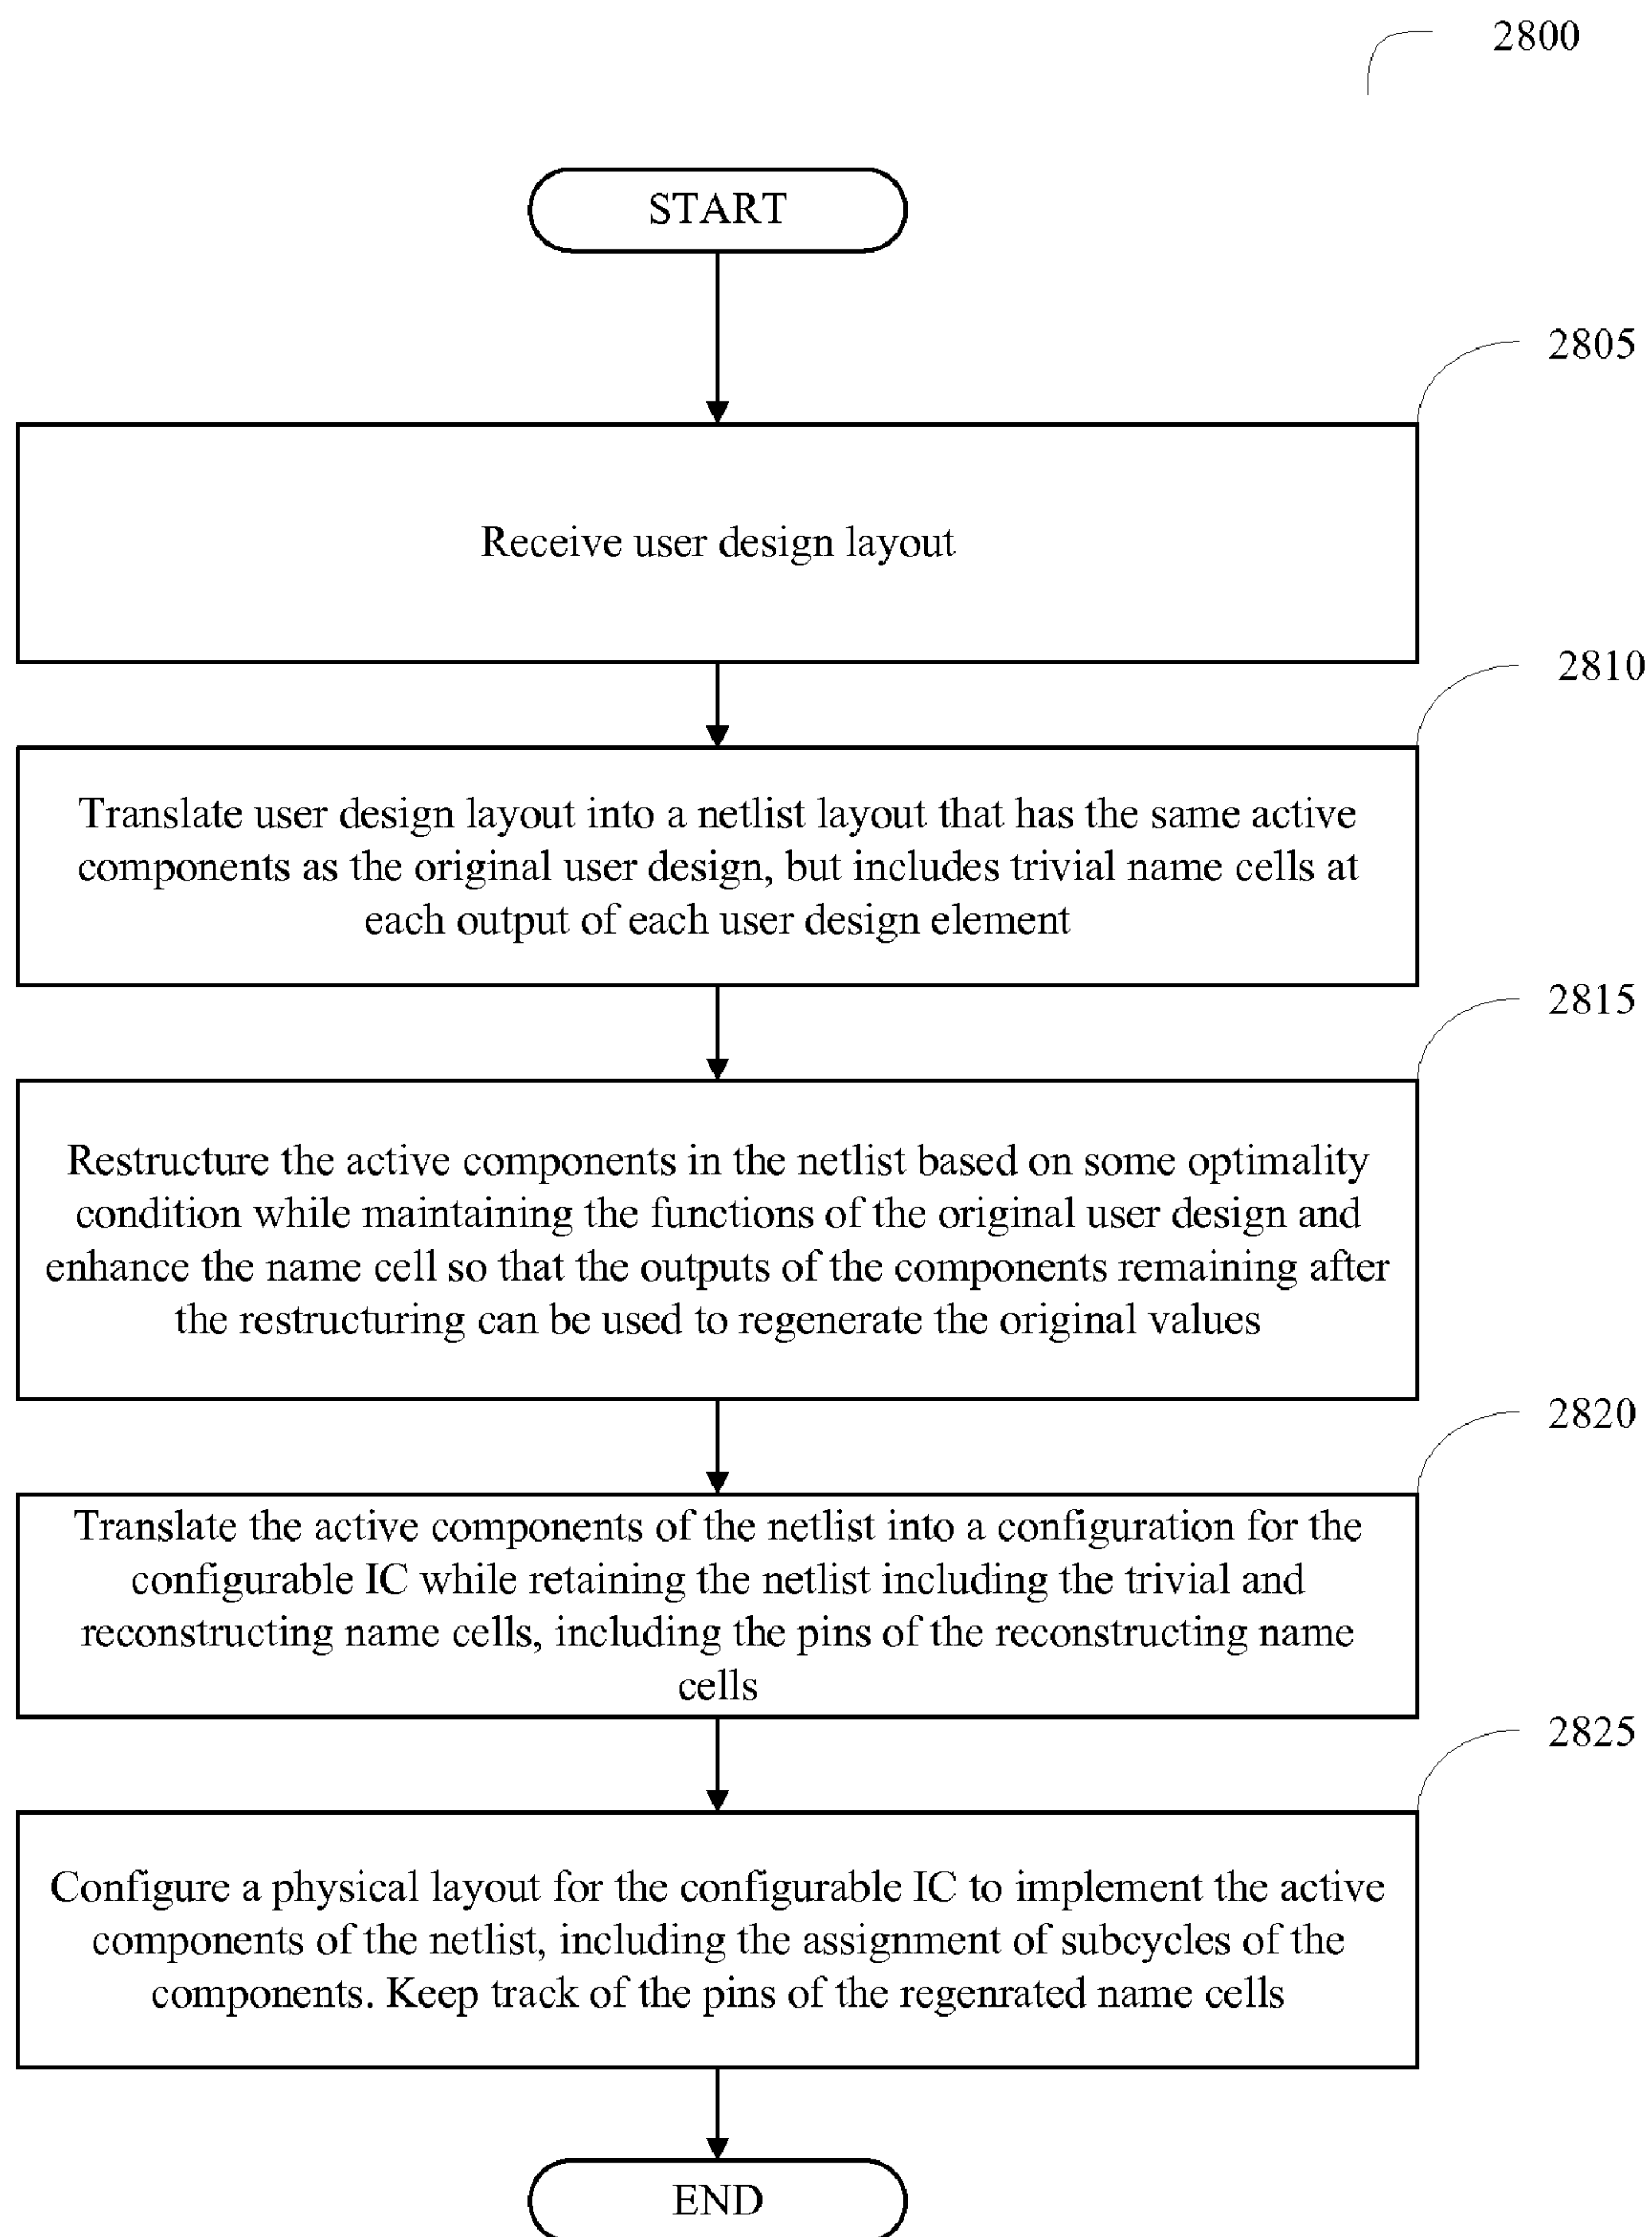 2800
START
2805
Receive user design layout
2810
Translate user design layout into a netlist layout that has the same active
components as the original user design, but includes trivial name cells at
each output of each user design element
2815
Restructure the active components in the netlist based on some optimality
condition while maintaining the functions of the original user design and
enhance the name cell so that the outputs of the components remaining after
the restructuring can be used to regenerate the original values
2820
Translate the active components of the netlist into a configuration for the
configurable IC while retaining the netlist including the trivial and
reconstructing name cells, including the pins of the reconstructing name
cells
2825
Configure a physical layout for the configurable IC to implement the active
components of the netlist, including the assignment of subcycles of the
components. Keep track of the pins of the regenrated name cells
END